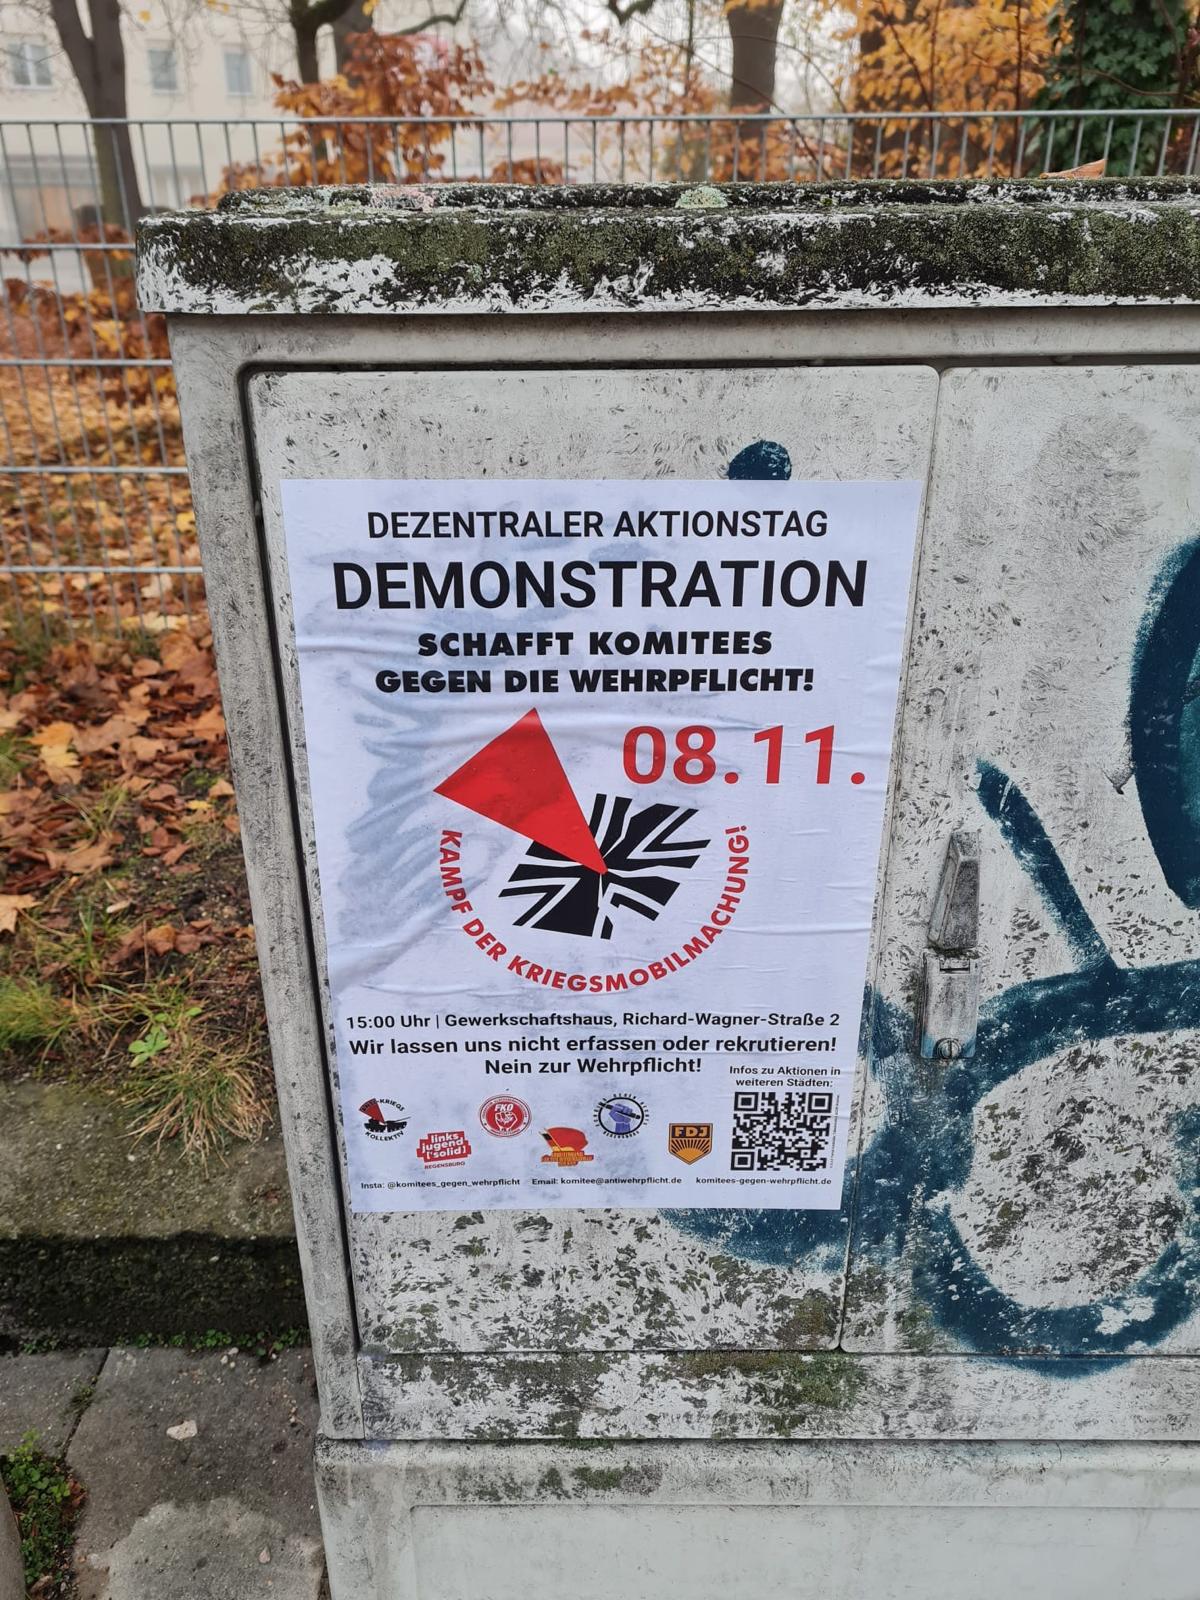 DEZENTRALER AKTIONSTAG
DEMONSTRATION
SCHAFFT KOMITEES
GEGEN DIE WEHRPFLICHT!
08.11.
KAMPF DER KRIEGSMOBILMACHUNG!
15:00 Uhr | Gewerkschaftshaus, Richard-Wagner-Straße 2
Wir lassen uns nicht erfassen oder rekrutieren!
Nein zur Wehrpflicht!
Infos zu Aktionen in
weiteren Städten:
KRIEGS
KOLLEKTIV
links
jugend
['solid]
REGENSBURG
FKO
FDJ
Insta: @komitees_gegen_wehrpflicht Email: komitee@antiwehrpflicht.de komitees-gegen-wehrpflicht.de